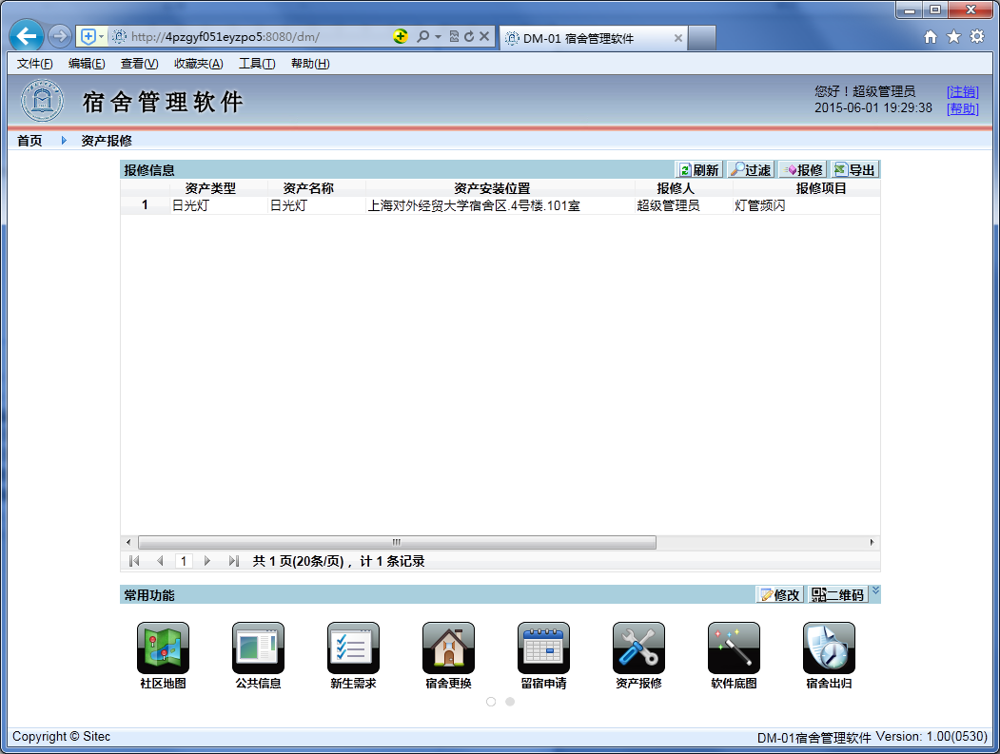 http://4pzgyf051eyzpo5:8080/dm/
DM-01 宿舍管理软件
文件(F) 编辑(E) 查看(V) 收藏夹(A) 工具(T) 帮助(H)
宿舍管理软件
您好！超级管理员 [注销]
2015-06-01 19:29:38 [帮助]
首页 资产报修
报修信息 刷新 过滤 报修 导出
资产类型 资产名称 资产安装位置 报修人 报修项目
1 日光灯 日光灯 上海对外经贸大学宿舍区.4号楼.101室 超级管理员 灯管频闪
1 共 1 页(20条/页) ，计 1 条记录
常用功能 修改 二维码
社区地图 公共信息 新生需求 宿舍更换 留宿申请 资产报修 软件底图 宿舍出归
Copyright © Sitec DM-01宿舍管理软件 Version: 1.00(0530)